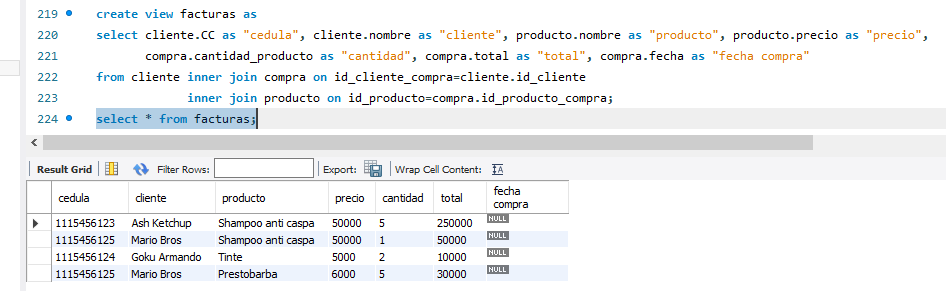 219 create view facturas as
220 select cliente.CC as "cedula", cliente.nombre as "cliente", producto.nombre as "producto", producto.precio as "precio",
221 compra.cantidad_producto as "cantidad", compra.total as "total", compra.fecha as "fecha compra"
222 from cliente inner join compra on id_cliente_compra=cliente.id_cliente
223 inner join producto on id_producto=compra.id_producto_compra;
224 select * from facturas;
Result Grid Filter Rows: Export: Wrap Cell Content:
cedula cliente producto precio cantidad total fecha compra
1115456123 Ash Ketchup Shampoo anti caspa 50000 5 250000 NULL
1115456125 Mario Bros Shampoo anti caspa 50000 1 50000 NULL
1115456124 Goku Armando Tinte 5000 2 10000 NULL
1115456125 Mario Bros Prestobarba 6000 5 30000 NULL